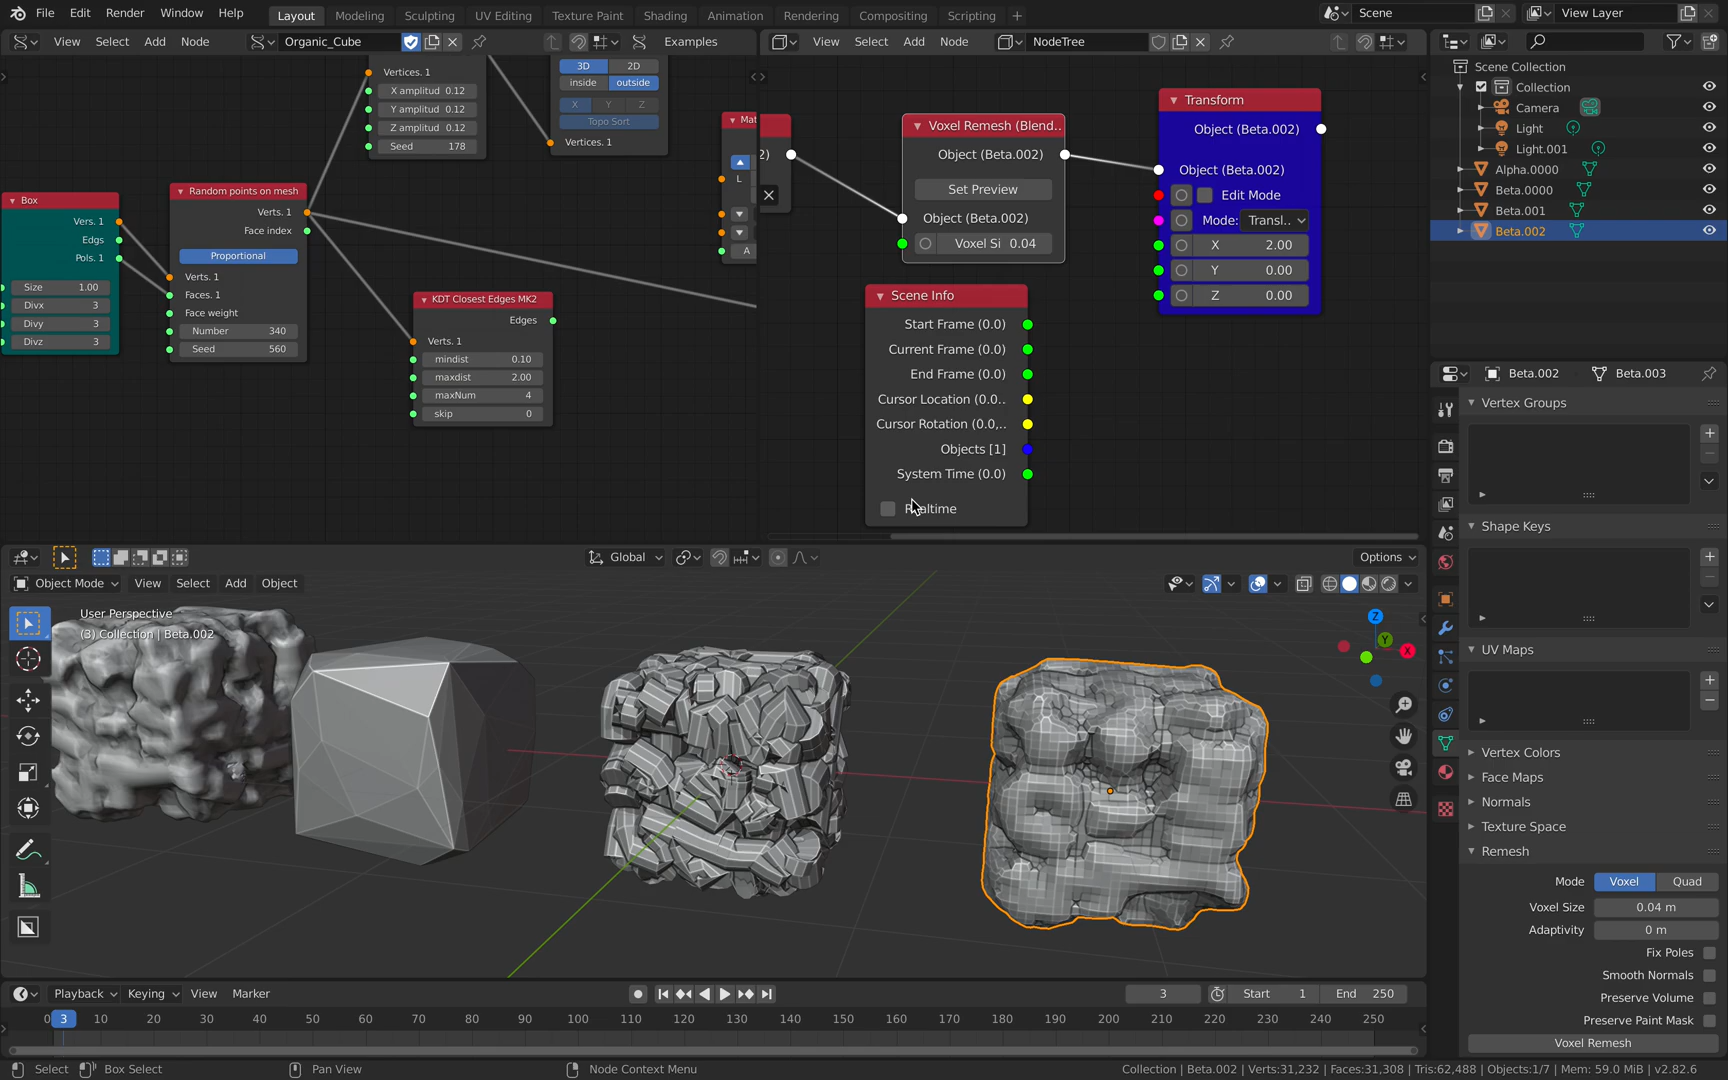 File Edit Render Window Help
Layout Modeling Sculpting UV Editing Texture Paint Shading Animation Rendering Compositing Scripting +
Scene
View Layer
View Select Add Node
Organic_Cube
Examples
View Select Add Node
NodeTree
Vertices. 1
X amplitud 0.12
Y amplitud 0.12
Z amplitud 0.12
Seed 178
3D 2D
inside outside
X Y Z
Topo Sort
Vertices. 1
Box
Vers. 1
Edgs
Pols. 1
Size 1.00
Divx 3
Divy 3
Divz 3
Random points on mesh
Verts. 1
Face index
Proportional
Verts. 1
Faces. 1
Face weight
Number 340
Seed 560
KDT Closest Edges MK2
Edges
Verts. 1
mindist 0.10
maxdist 2.00
maxNum 4
skip 0
Mat
L
A
2)
Voxel Remesh (Blend..
Object (Beta.002)
Set Preview
Object (Beta.002)
Voxel Si 0.04
Transform
Object (Beta.002)
Object (Beta.002)
Edit Mode
Mode: Transl..
X 2.00
Y 0.00
Z 0.00
Scene Info
Start Frame (0.0)
Current Frame (0.0)
End Frame (0.0)
Cursor Location (0.0..
Cursor Rotation (0.0,..
Objects [1]
System Time (0.0)
Realtime
Scene Collection
Collection
Camera
Light
Light.001
Alpha.0000
Beta.0000
Beta.001
Beta.002
Beta.002 Beta.003
Vertex Groups
Shape Keys
UV Maps
Vertex Colors
Face Maps
Normals
Texture Space
Remesh
Mode Voxel Quad
Voxel Size 0.04 m
Adaptivity 0 m
Fix Poles
Smooth Normals
Preserve Volume
Preserve Paint Mask
Voxel Remesh
Global
Options
Object Mode View Select Add Object
User Perspective
(3) Collection | Beta.002
Z
Y
X
Playback Keying View Marker
3
Start 1
End 250
0 3 10 20 30 40 50 60 70 80 90 100 110 120 130 140 150 160 170 180 190 200 210 220 230 240 250
Select
Box Select
Pan View
Node Context Menu
Collection | Beta.002 | Verts:31,232 | Faces:31,308 | Tris:62,488 | Objects:1/7 | Mem: 59.0 MiB | v2.82.6